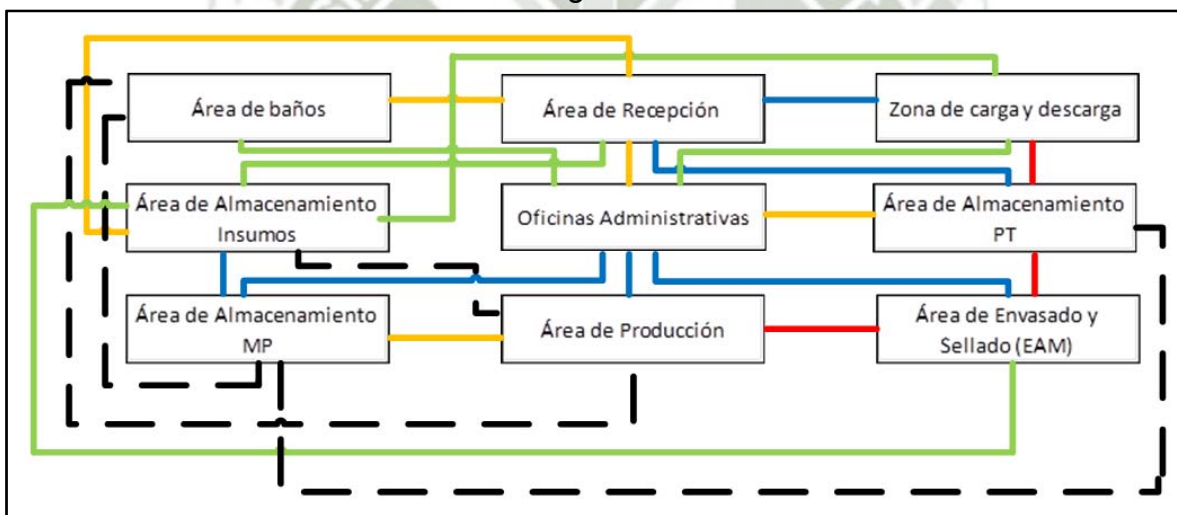 Área de baños
Área de Recepción
Zona de carga y descarga
Área de Almacenamiento
Insumos
Oficinas Administrativas
Área de Almacenamiento
PT
Área de Almacenamiento
MP
Área de Producción
Área de Envasado y
Sellado (EAM)